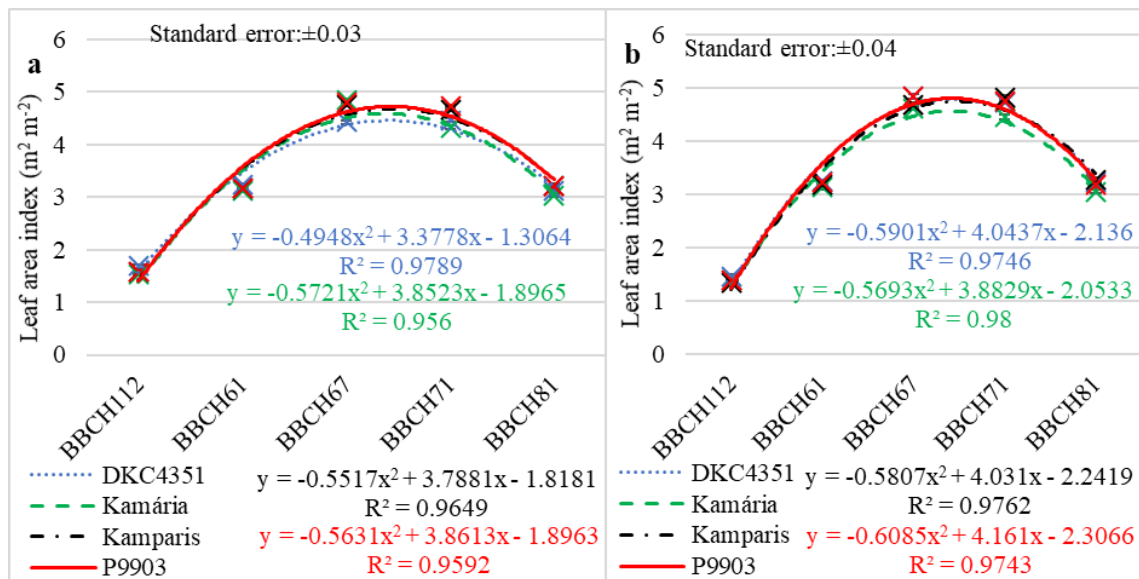 Standard error:±0.03
a
Leaf area index (m² m⁻²)
6
5
4
3
2
1
0
y = -0.4948x² + 3.3778x - 1.3064
R² = 0.9789
y = -0.5721x² + 3.8523x - 1.8965
R² = 0.956
BBCH112
BBCH61
BBCH67
BBCH71
BBCH81
DKC4351
Kamária
Kamparis
P9903
y = -0.5517x² + 3.7881x - 1.8181
R² = 0.9649
y = -0.5631x² + 3.8613x - 1.8963
R² = 0.9592
Standard error:±0.04
b
Leaf area index (m² m⁻²)
6
5
4
3
2
1
0
y = -0.5901x² + 4.0437x - 2.136
R² = 0.9746
y = -0.5693x² + 3.8829x - 2.0533
R² = 0.98
BBCH112
BBCH61
BBCH67
BBCH71
BBCH81
DKC4351
Kamária
Kamparis
P9903
y = -0.5807x² + 4.031x - 2.2419
R² = 0.9762
y = -0.6085x² + 4.161x - 2.3066
R² = 0.9743